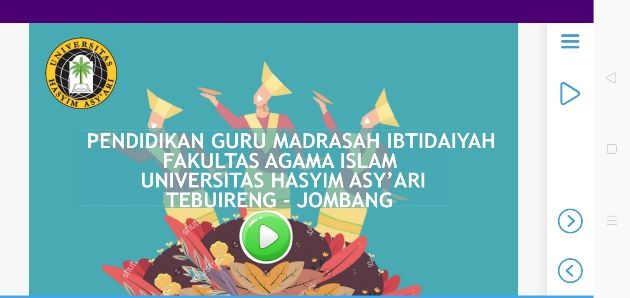 UNIVERSITAS
HASYIM ASY'ARI
PENDIDIKAN GURU MADRASAH IBTIDAIYAH
FAKULTAS AGAMA ISLAM
UNIVERSITAS HASYIM ASY'ARI
TEBUIRENG - JOMBANG